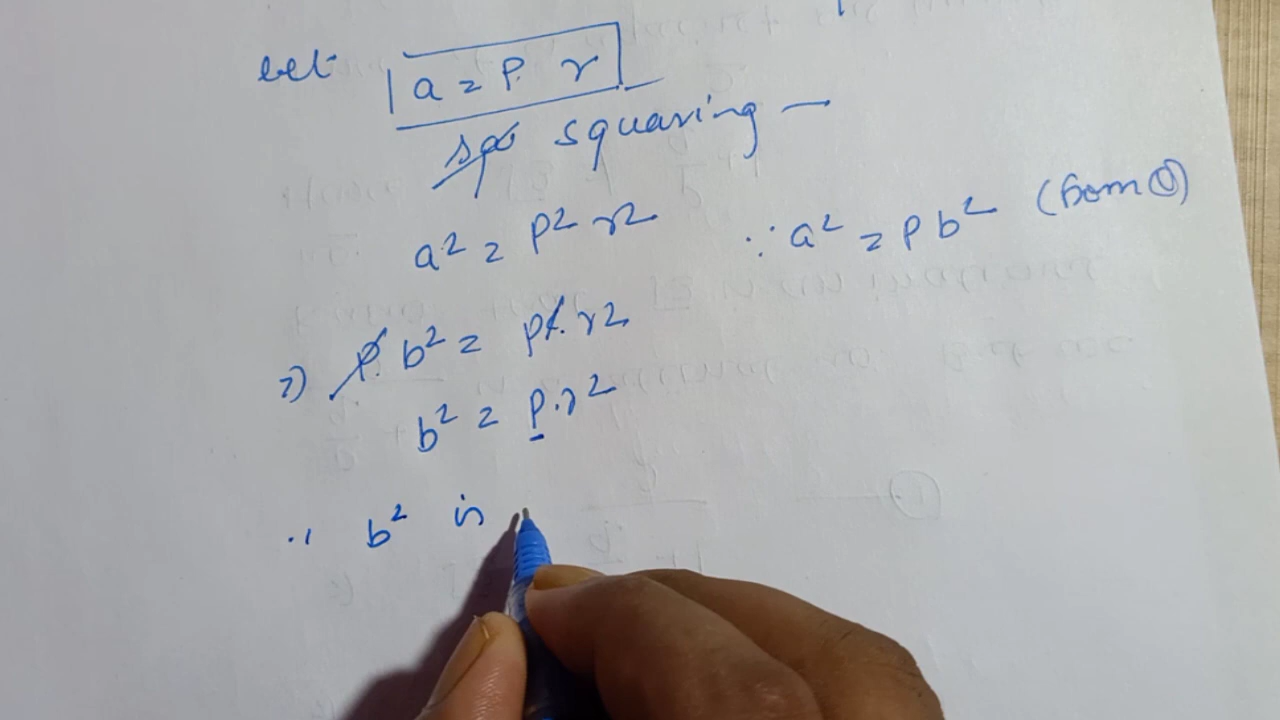 let a = p. r
squaring —
a² = p² r²
∵ a² = p b² (from ①)
⇒ p. b² = p². r²
b² = p. r²
∴ b² is